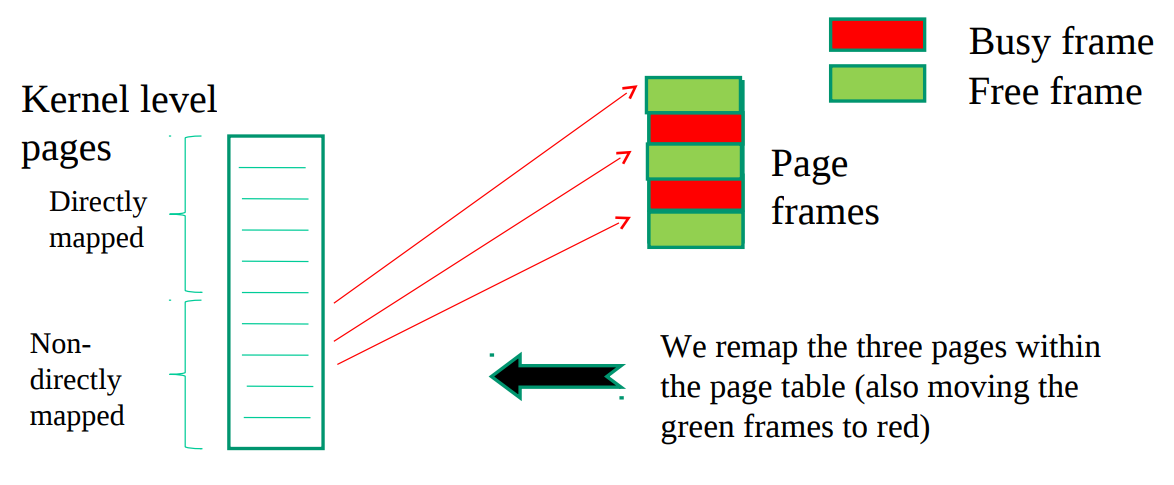 Busy frame
Free frame
Kernel level
pages
Directly
mapped
Page
frames
Non-
directly
mapped
We remap the three pages within
the page table (also moving the
green frames to red)